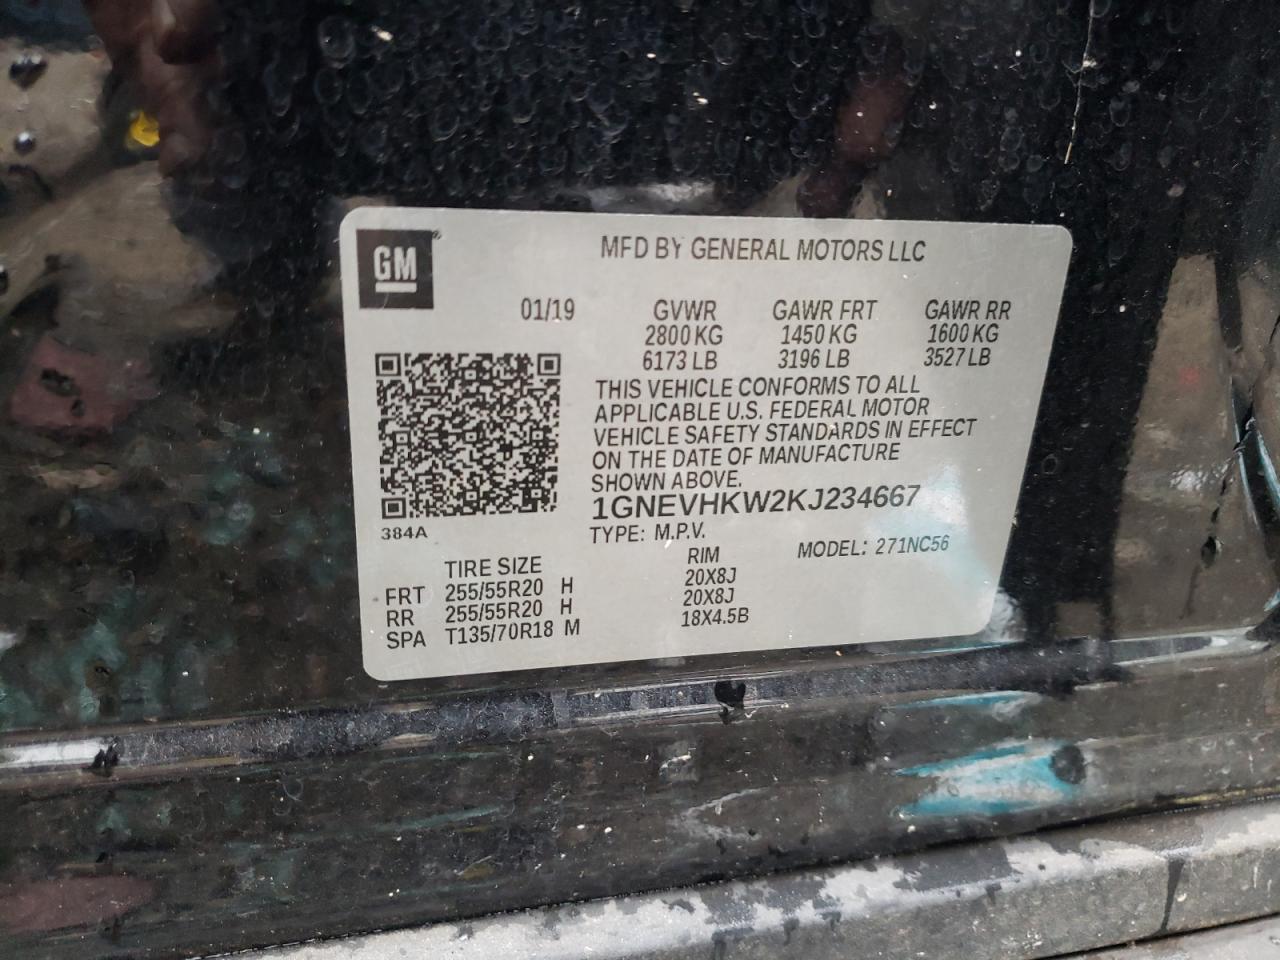 GM®
MFD BY GENERAL MOTORS LLC
01/19 GVWR GAWR FRT GAWR RR
2800 KG 1450 KG 1600 KG
6173 LB 3196 LB 3527 LB
THIS VEHICLE CONFORMS TO ALL
APPLICABLE U.S. FEDERAL MOTOR
VEHICLE SAFETY STANDARDS IN EFFECT
ON THE DATE OF MANUFACTURE
SHOWN ABOVE.
1GNEVHKW2KJ234667
384A
TYPE: M.P.V. MODEL: 271NC56
TIRE SIZE RIM
FRT 255/55R20 H 20X8J
RR 255/55R20 H 20X8J
SPA T135/70R18 M 18X4.5B